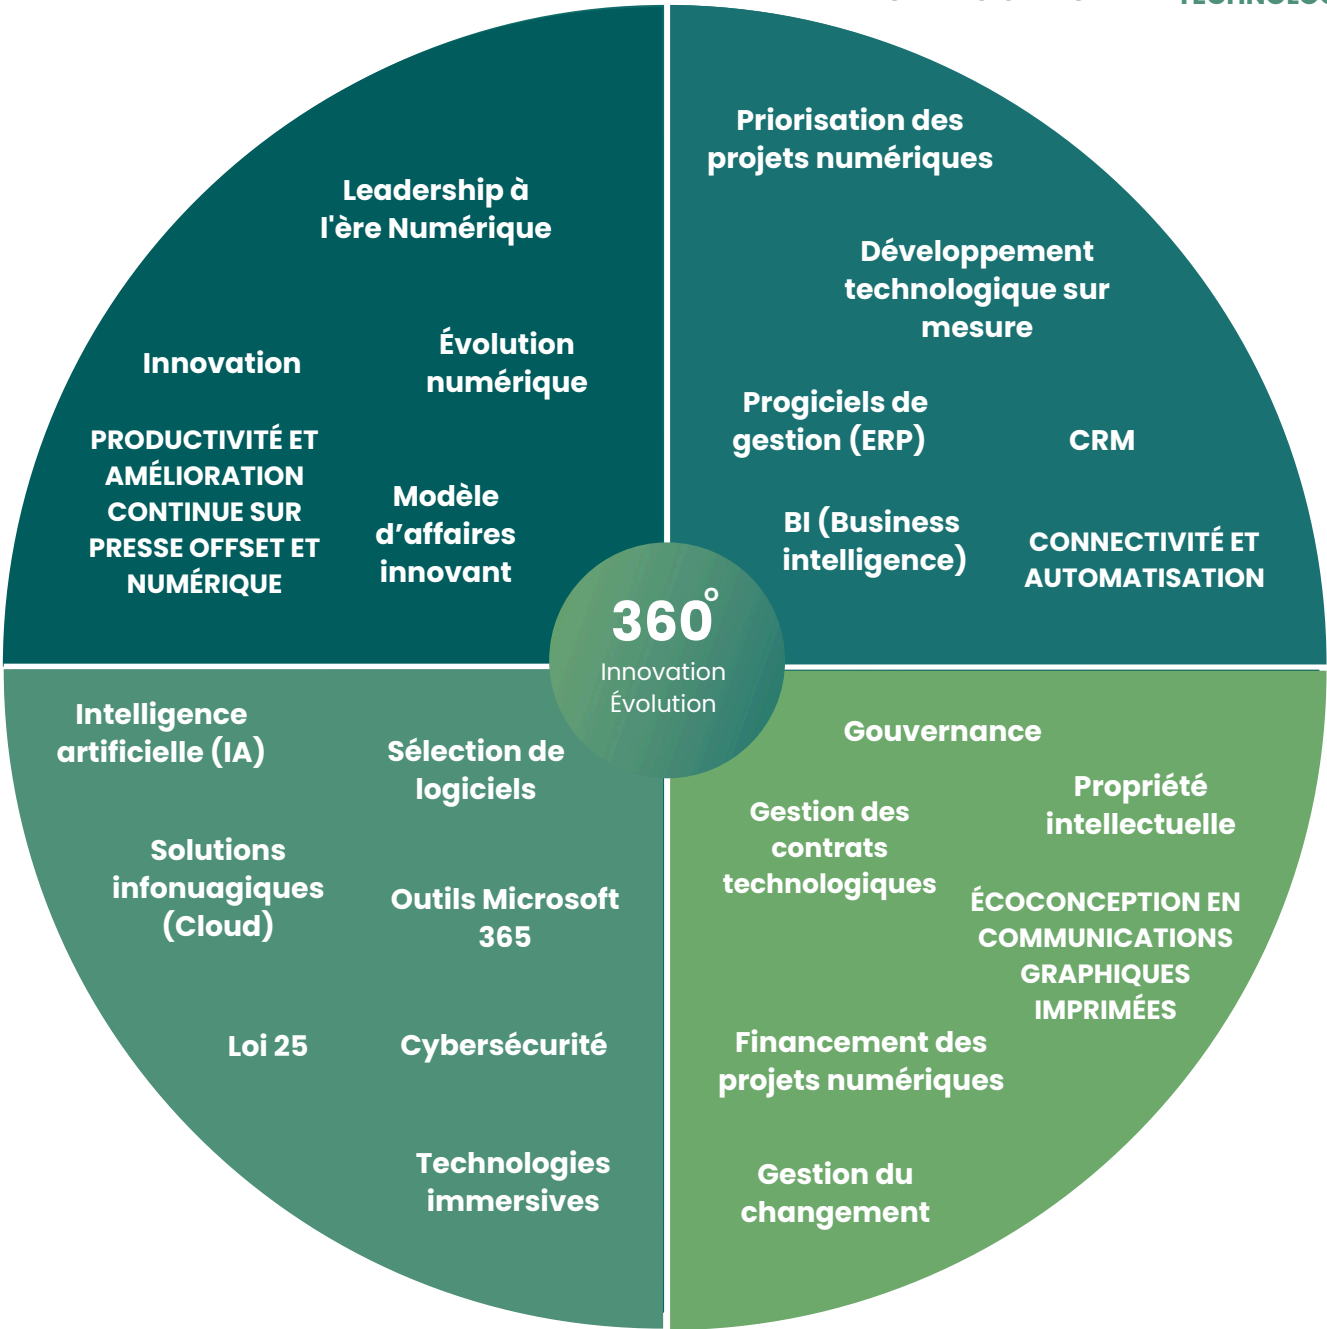 Leadership à
l'ère Numérique
Innovation
Évolution
numérique
PRODUCTIVITÉ ET
AMÉLIORATION
CONTINUE SUR
PRESSE OFFSET ET
NUMÉRIQUE
Modèle
d’affaires
innovant
Priorisation des
projets numériques
Développement
technologique sur
mesure
Progiciels de
gestion (ERP)
CRM
BI (Business
intelligence)
CONNECTIVITÉ ET
AUTOMATISATION
360°
Innovation
Évolution
Intelligence
artificielle (IA)
Sélection de
logiciels
Solutions
infonuagiques
(Cloud)
Outils Microsoft
365
Loi 25
Cybersécurité
Technologies
immersives
Gouvernance
Propriété
intellectuelle
Gestion des
contrats
technologiques
ÉCOCONCEPTION EN
COMMUNICATIONS
GRAPHIQUES
IMPRIMÉES
Financement des
projets numériques
Gestion du
changement